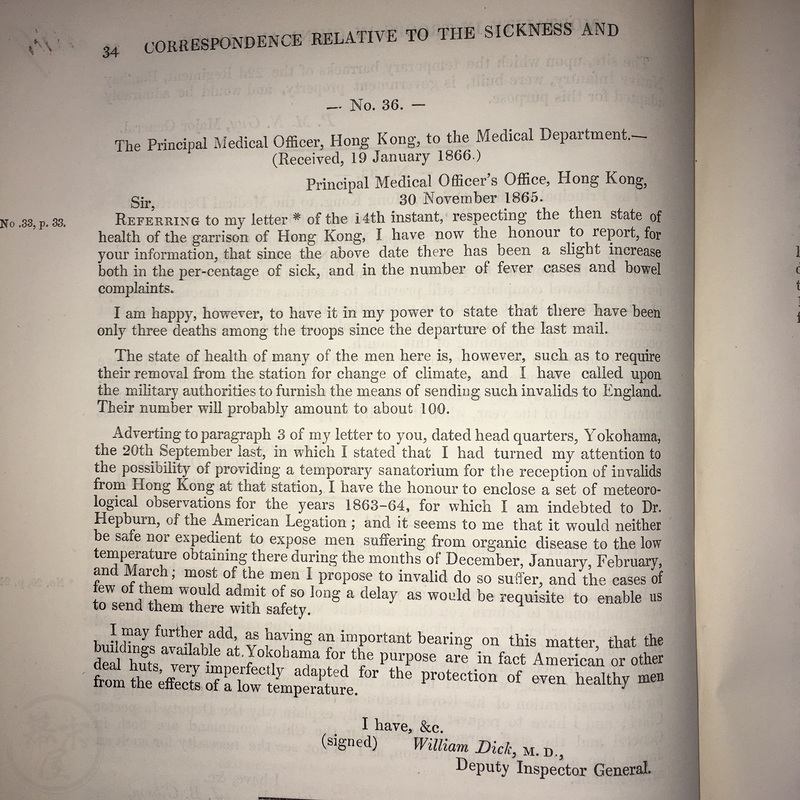 34 CORRESPONDENCE RELATIVE TO THE SICKNESS AND
— No. 36. —
The Principal Medical Officer, Hong Kong, to the Medical Department.—
(Received, 19 January 1866.)
Principal Medical Officer's Office, Hong Kong,
Sir, 30 November 1865.
No .33, p. 33.
REFERRING to my letter * of the 14th instant, respecting the then state of
health of the garrison of Hong Kong, I have now the honour to report, for
your information, that since the above date there has been a slight increase
both in the per-centage of sick, and in the number of fever cases and bowel
complaints.
I am happy, however, to have it in my power to state that there have been
only three deaths among the troops since the departure of the last mail.
The state of health of many of the men here is, however, such as to require
their removal from the station for change of climate, and I have called upon
the military authorities to furnish the means of sending such invalids to England.
Their number will probably amount to about 100.
Adverting to paragraph 3 of my letter to you, dated head quarters, Yokohama,
the 20th September last, in which I stated that I had turned my attention to
the possibility of providing a temporary sanatorium for the reception of invalids
from Hong Kong at that station, I have the honour to enclose a set of meteoro-
logical observations for the years 1863-64, for which I am indebted to Dr.
Hepburn, of the American Legation ; and it seems to me that it would neither
be safe nor expedient to expose men suffering from organic disease to the low
temperature obtaining there during the months of December, January, February,
and March ; most of the men I propose to invalid do so suffer, and the cases of
few of them would admit of so long a delay as would be requisite to enable us
to send them there with safety.
I may further add, as having an important bearing on this matter, that the
buildings available at Yokohama for the purpose are in fact American or other
deal huts, very imperfectly adapted for the protection of even healthy men
from the effects of a low temperature.
I have, &c.
(signed) William Dick, M. D.,
Deputy Inspector General.